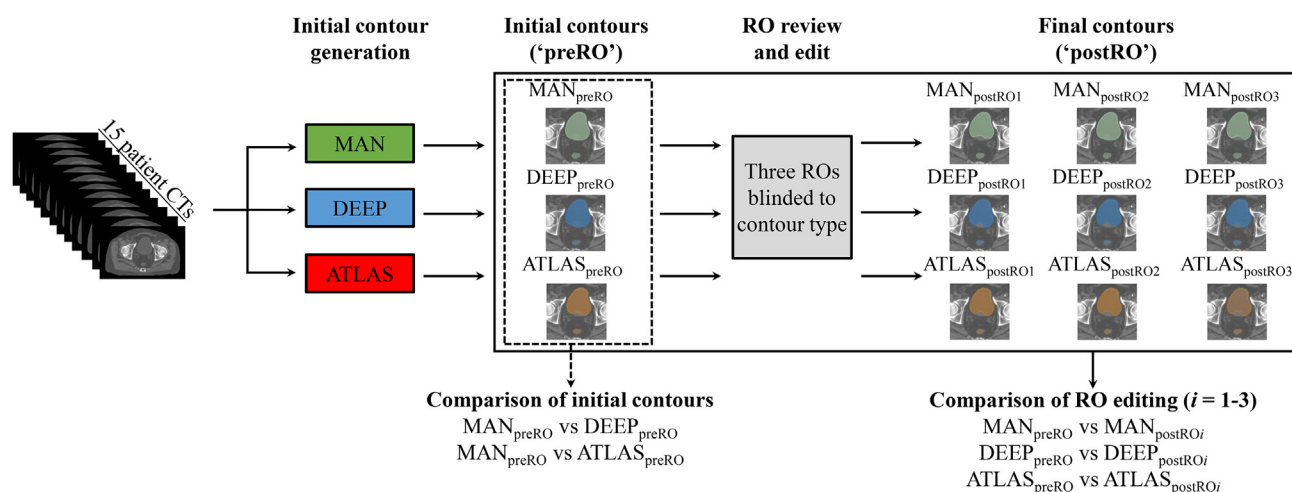 Initial contour
generation
Initial contours
(‘preRO’)
RO review
and edit
Final contours
(‘postRO’)
15 patient CTs
MAN
DEEP
ATLAS
MANpreRO
DEEPpreRO
ATLASpreRO
Three ROs
blinded to
contour type
MANpostRO1 MANpostRO2 MANpostRO3
DEEPpostRO1 DEEPpostRO2 DEEPpostRO3
ATLASpostRO1 ATLASpostRO2 ATLASpostRO3
Comparison of initial contours
MANpreRO vs DEEPpreRO
MANpreRO vs ATLASpreRO
Comparison of RO editing (i = 1-3)
MANpreRO vs MANpostROi
DEEPpreRO vs DEEPpostROi
ATLASpreRO vs ATLASpostROi